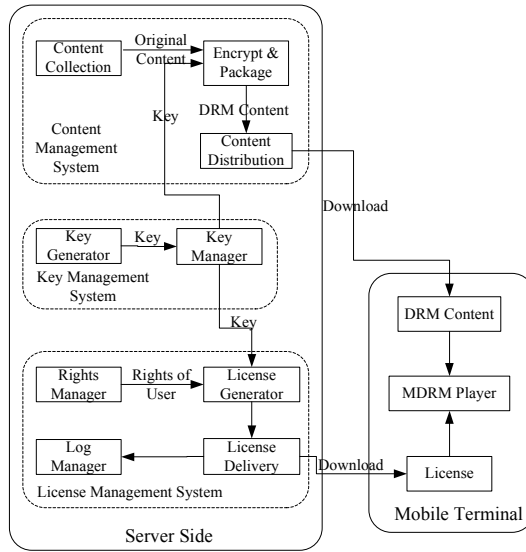 Content
Collection
Original
Content
Encrypt &
Package
Key
DRM Content
Content
Distribution
Content
Management
System
Download
Key
Generator
Key
Key
Manager
Key Management
System
Key
DRM Content
Rights
Manager
Rights of
User
License
Generator
MDRM Player
Log
Manager
License
Delivery
Download
License
License Management System
Server Side
Mobile Terminal